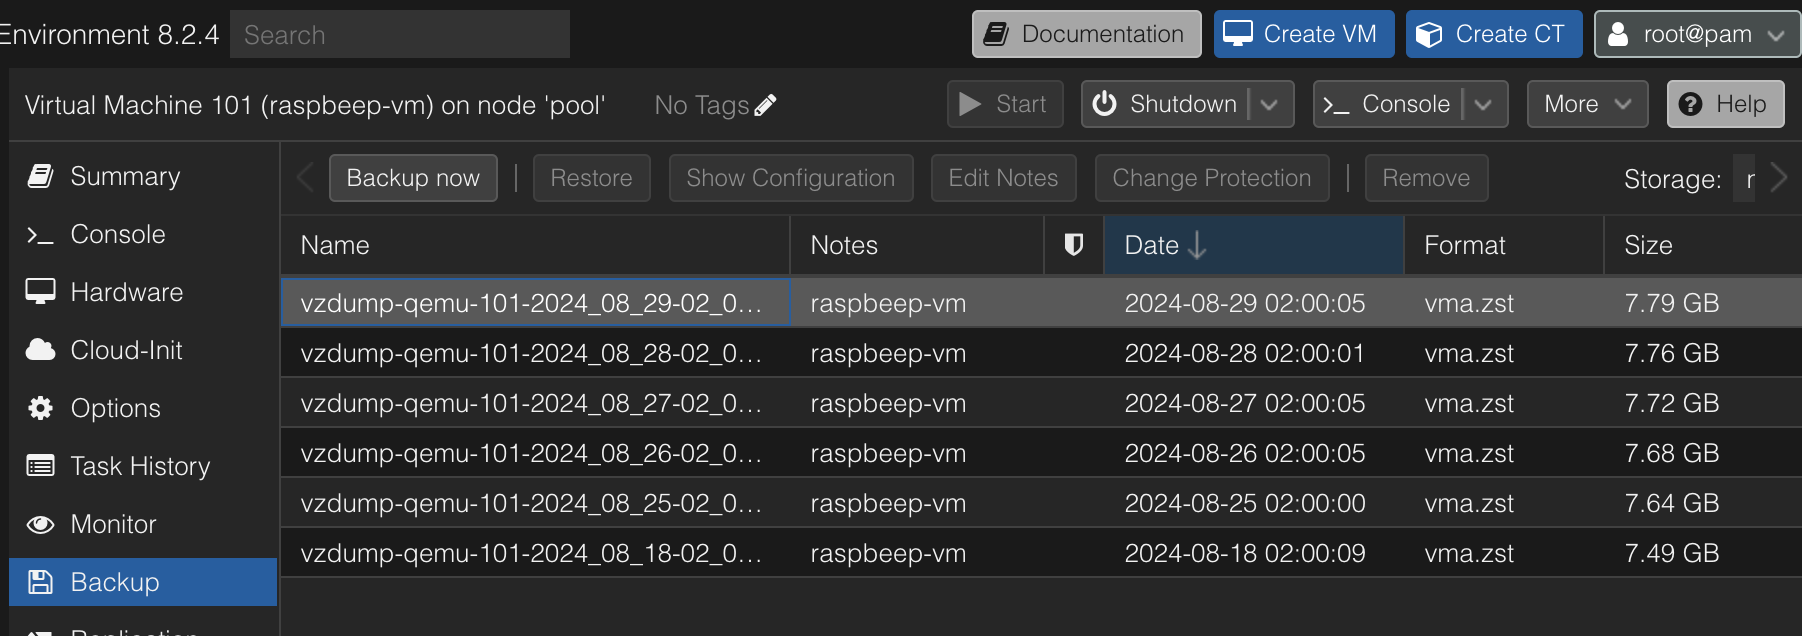 Environment 8.2.4 Search Documentation Create VM Create CT root@pam
Virtual Machine 101 (raspbeep-vm) on node 'pool' No Tags Start Shutdown Console More Help
Summary
Console
Hardware
Cloud-Init
Options
Task History
Monitor
Backup
Replication
Backup now Restore Show Configuration Edit Notes Change Protection Remove Storage:
Name Notes Date Format Size
vzdump-qemu-101-2024_08_29-02_0... raspbeep-vm 2024-08-29 02:00:05 vma.zst 7.79 GB
vzdump-qemu-101-2024_08_28-02_0... raspbeep-vm 2024-08-28 02:00:01 vma.zst 7.76 GB
vzdump-qemu-101-2024_08_27-02_0... raspbeep-vm 2024-08-27 02:00:05 vma.zst 7.72 GB
vzdump-qemu-101-2024_08_26-02_0... raspbeep-vm 2024-08-26 02:00:05 vma.zst 7.68 GB
vzdump-qemu-101-2024_08_25-02_0... raspbeep-vm 2024-08-25 02:00:00 vma.zst 7.64 GB
vzdump-qemu-101-2024_08_18-02_0... raspbeep-vm 2024-08-18 02:00:09 vma.zst 7.49 GB